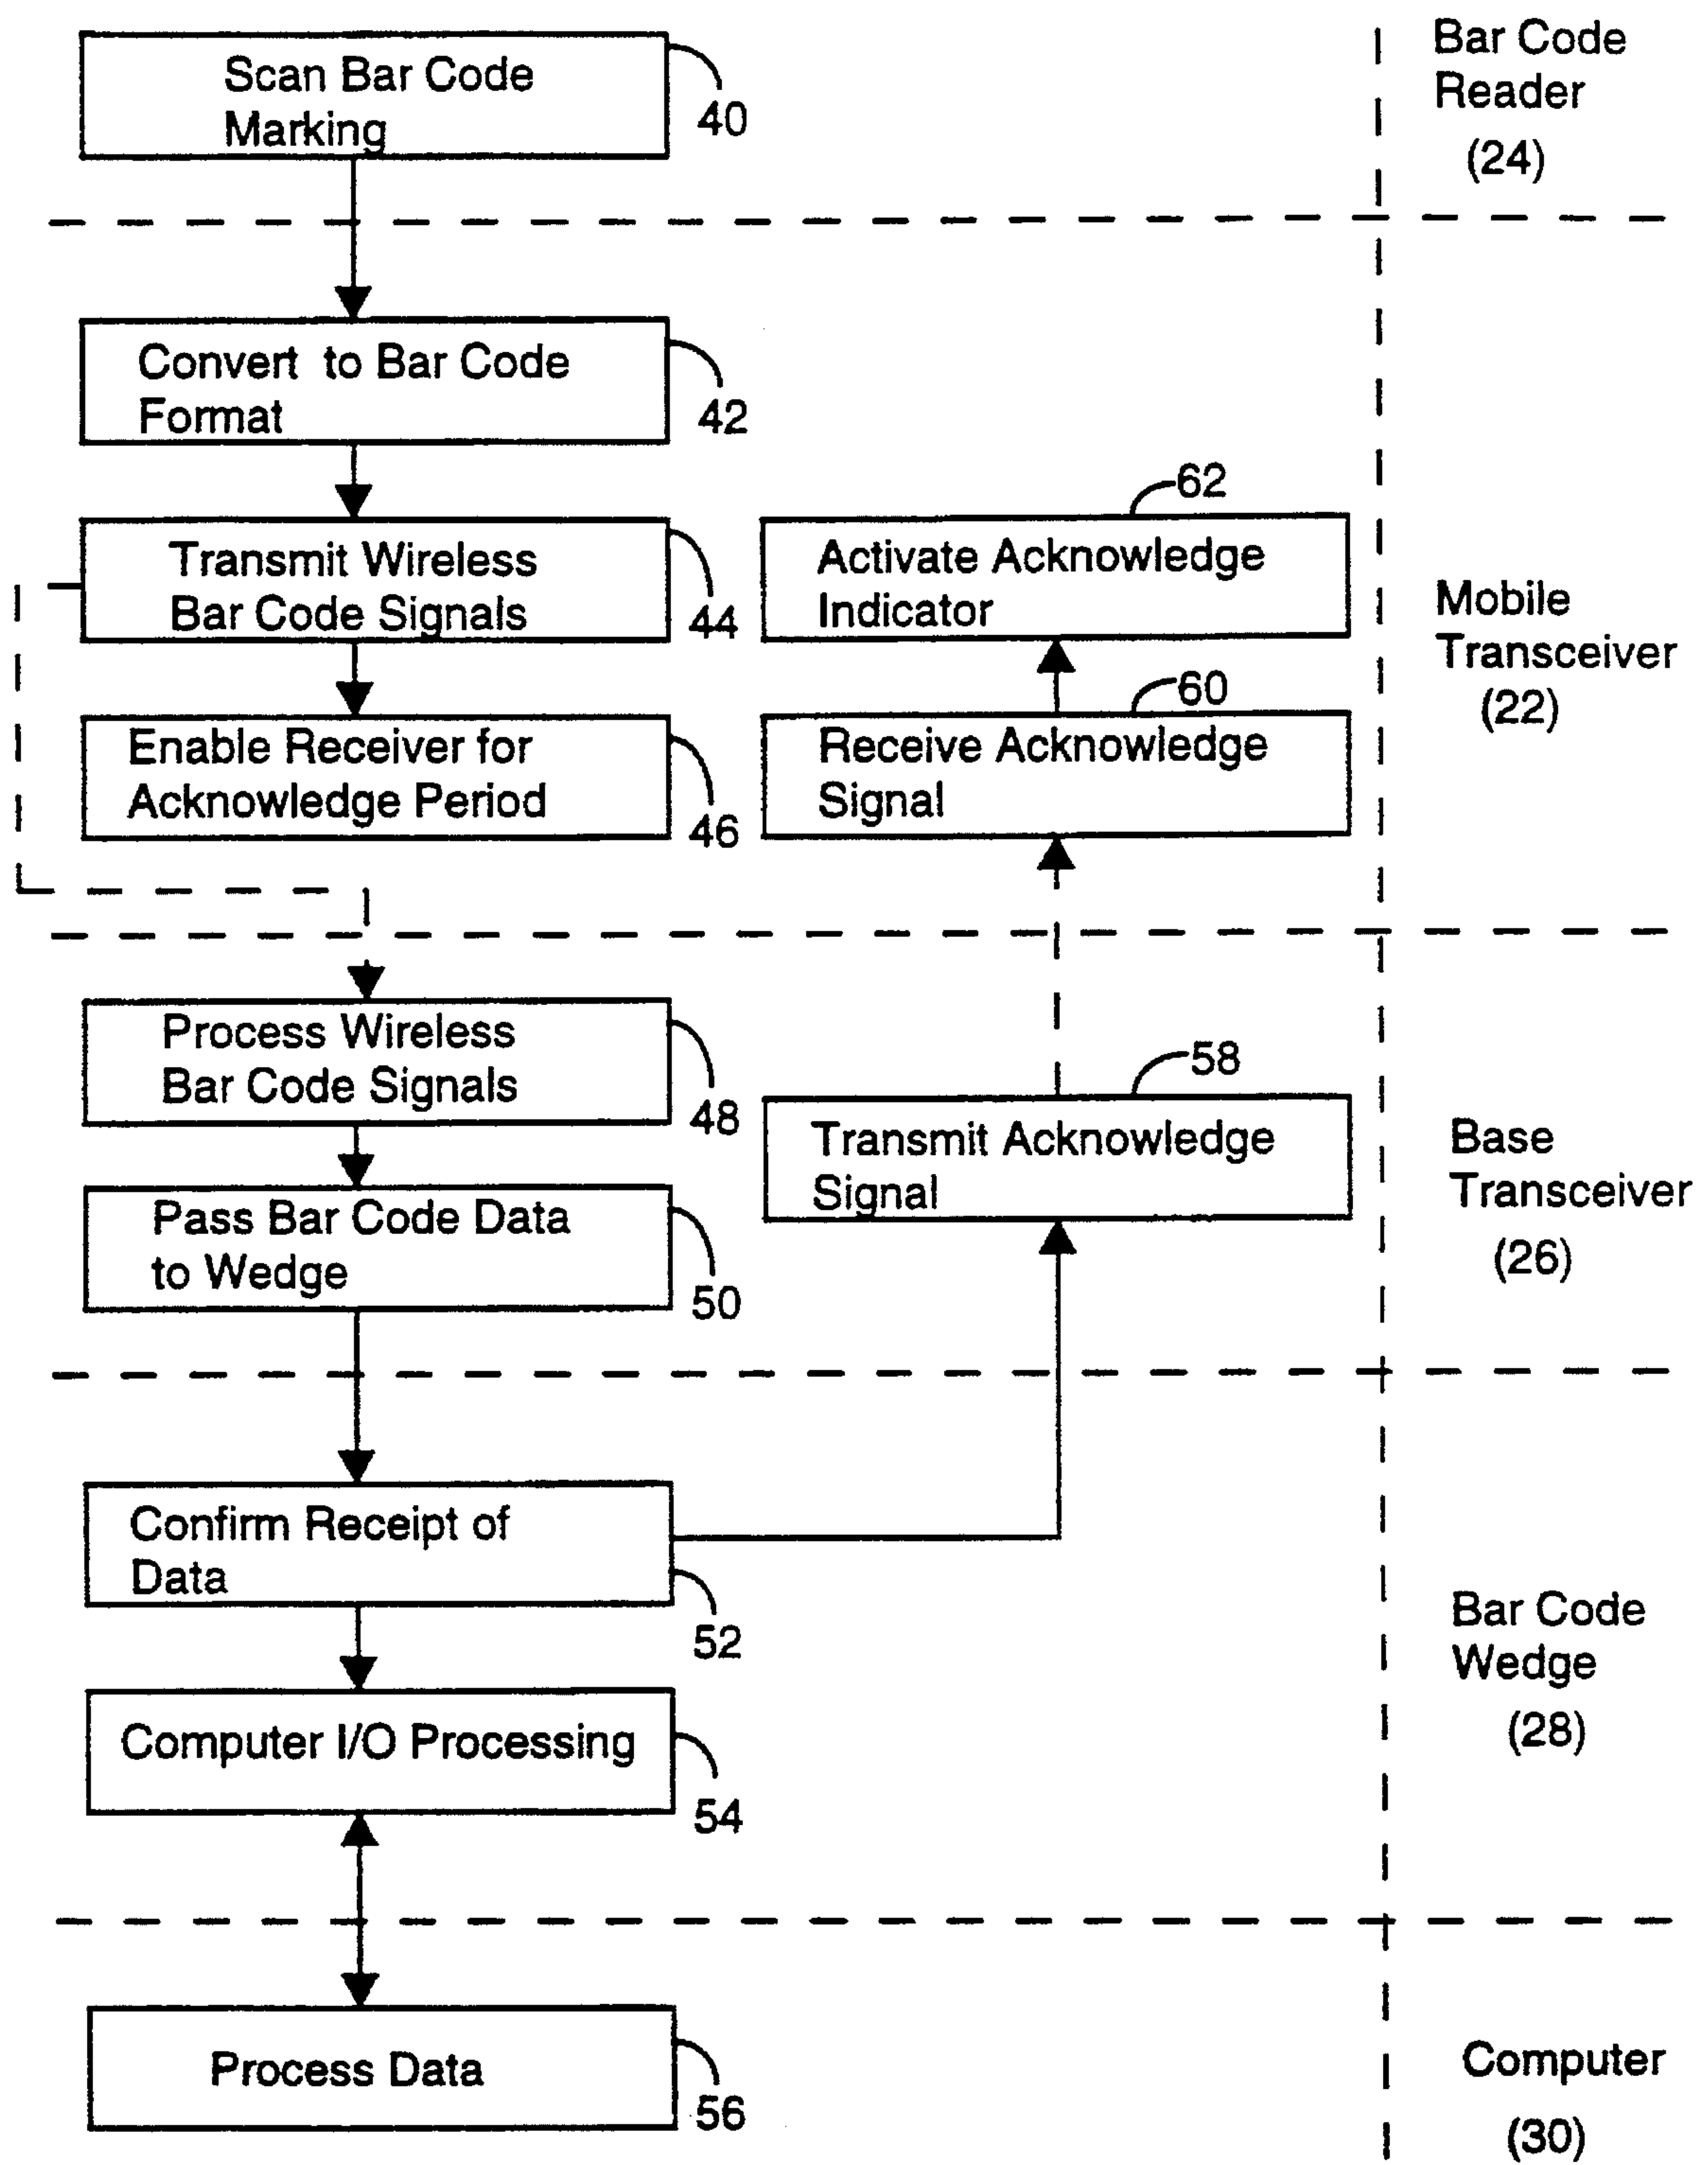 Scan Bar Code
Marking
40
Bar Code
Reader
(24)
Convert to Bar Code
Format
42
Transmit Wireless
Bar Code Signals
44
Enable Receiver for
Acknowledge Period
46
62
Activate Acknowledge
Indicator
60
Receive Acknowledge
Signal
Mobile
Transceiver
(22)
Process Wireless
Bar Code Signals
48
Pass Bar Code Data
to Wedge
50
58
Transmit Acknowledge
Signal
Base
Transceiver
(26)
Confirm Receipt of
Data
52
Computer I/O Processing
54
Bar Code
Wedge
(28)
Process Data
56
Computer
(30)